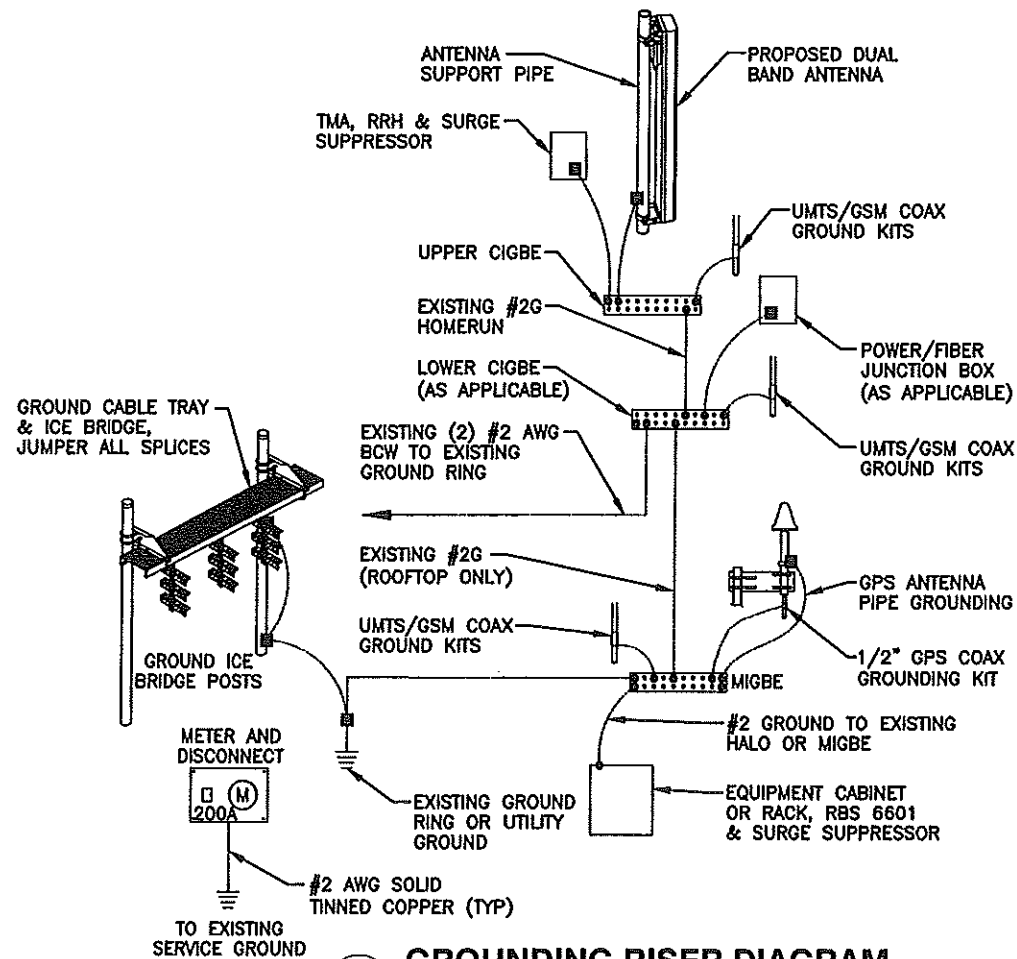 ANTENNA
SUPPORT PIPE
PROPOSED DUAL
BAND ANTENNA
TMA, RRH & SURGE
SUPPRESSOR
UMTS/GSM COAX
GROUND KITS
UPPER CIGBE
EXISTING #2G
HOMERUN
POWER/FIBER
JUNCTION BOX
(AS APPLICABLE)
LOWER CIGBE
(AS APPLICABLE)
GROUND CABLE TRAY
& ICE BRIDGE,
JUMPER ALL SPLICES
EXISTING (2) #2 AWG
BCW TO EXISTING
GROUND RING
UMTS/GSM COAX
GROUND KITS
EXISTING #2G
(ROOFTOP ONLY)
GPS ANTENNA
PIPE GROUNDING
UMTS/GSM COAX
GROUND KITS
1/2" GPS COAX
GROUNDING KIT
GROUND ICE
BRIDGE POSTS
MIGBE
#2 GROUND TO EXISTING
HALO OR MIGBE
METER AND
DISCONNECT
M
200A
EXISTING GROUND
RING OR UTILITY
GROUND
EQUIPMENT CABINET
OR RACK, RBS 6601
& SURGE SUPPRESSOR
#2 AWG SOLID
TINNED COPPER (TYP)
TO EXISTING
SERVICE GROUND
GROUNDING RISER DIAGRAM